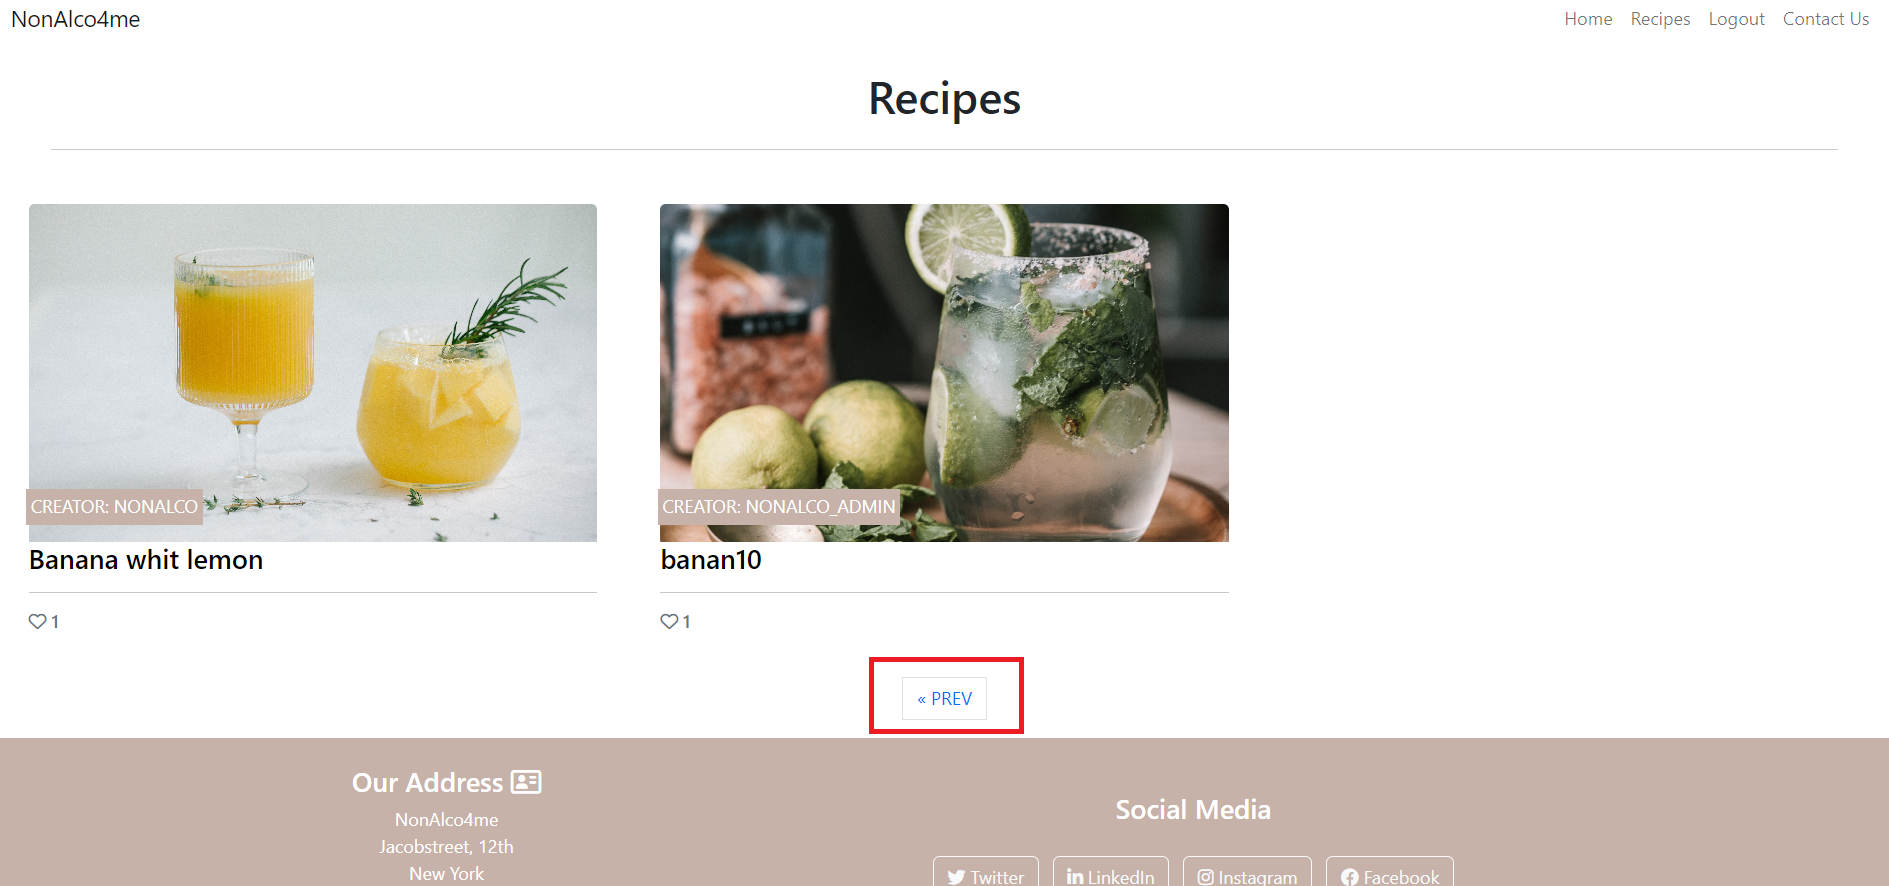 NonAlco4me
Home Recipes Logout Contact Us
Recipes
CREATOR: NONALCO
CREATOR: NONALCO_ADMIN
Banana whit lemon
banan10
1
1
« PREV
Our Address
NonAlco4me
Jacobstreet, 12th
New York
Social Media
Twitter LinkedIn Instagram Facebook